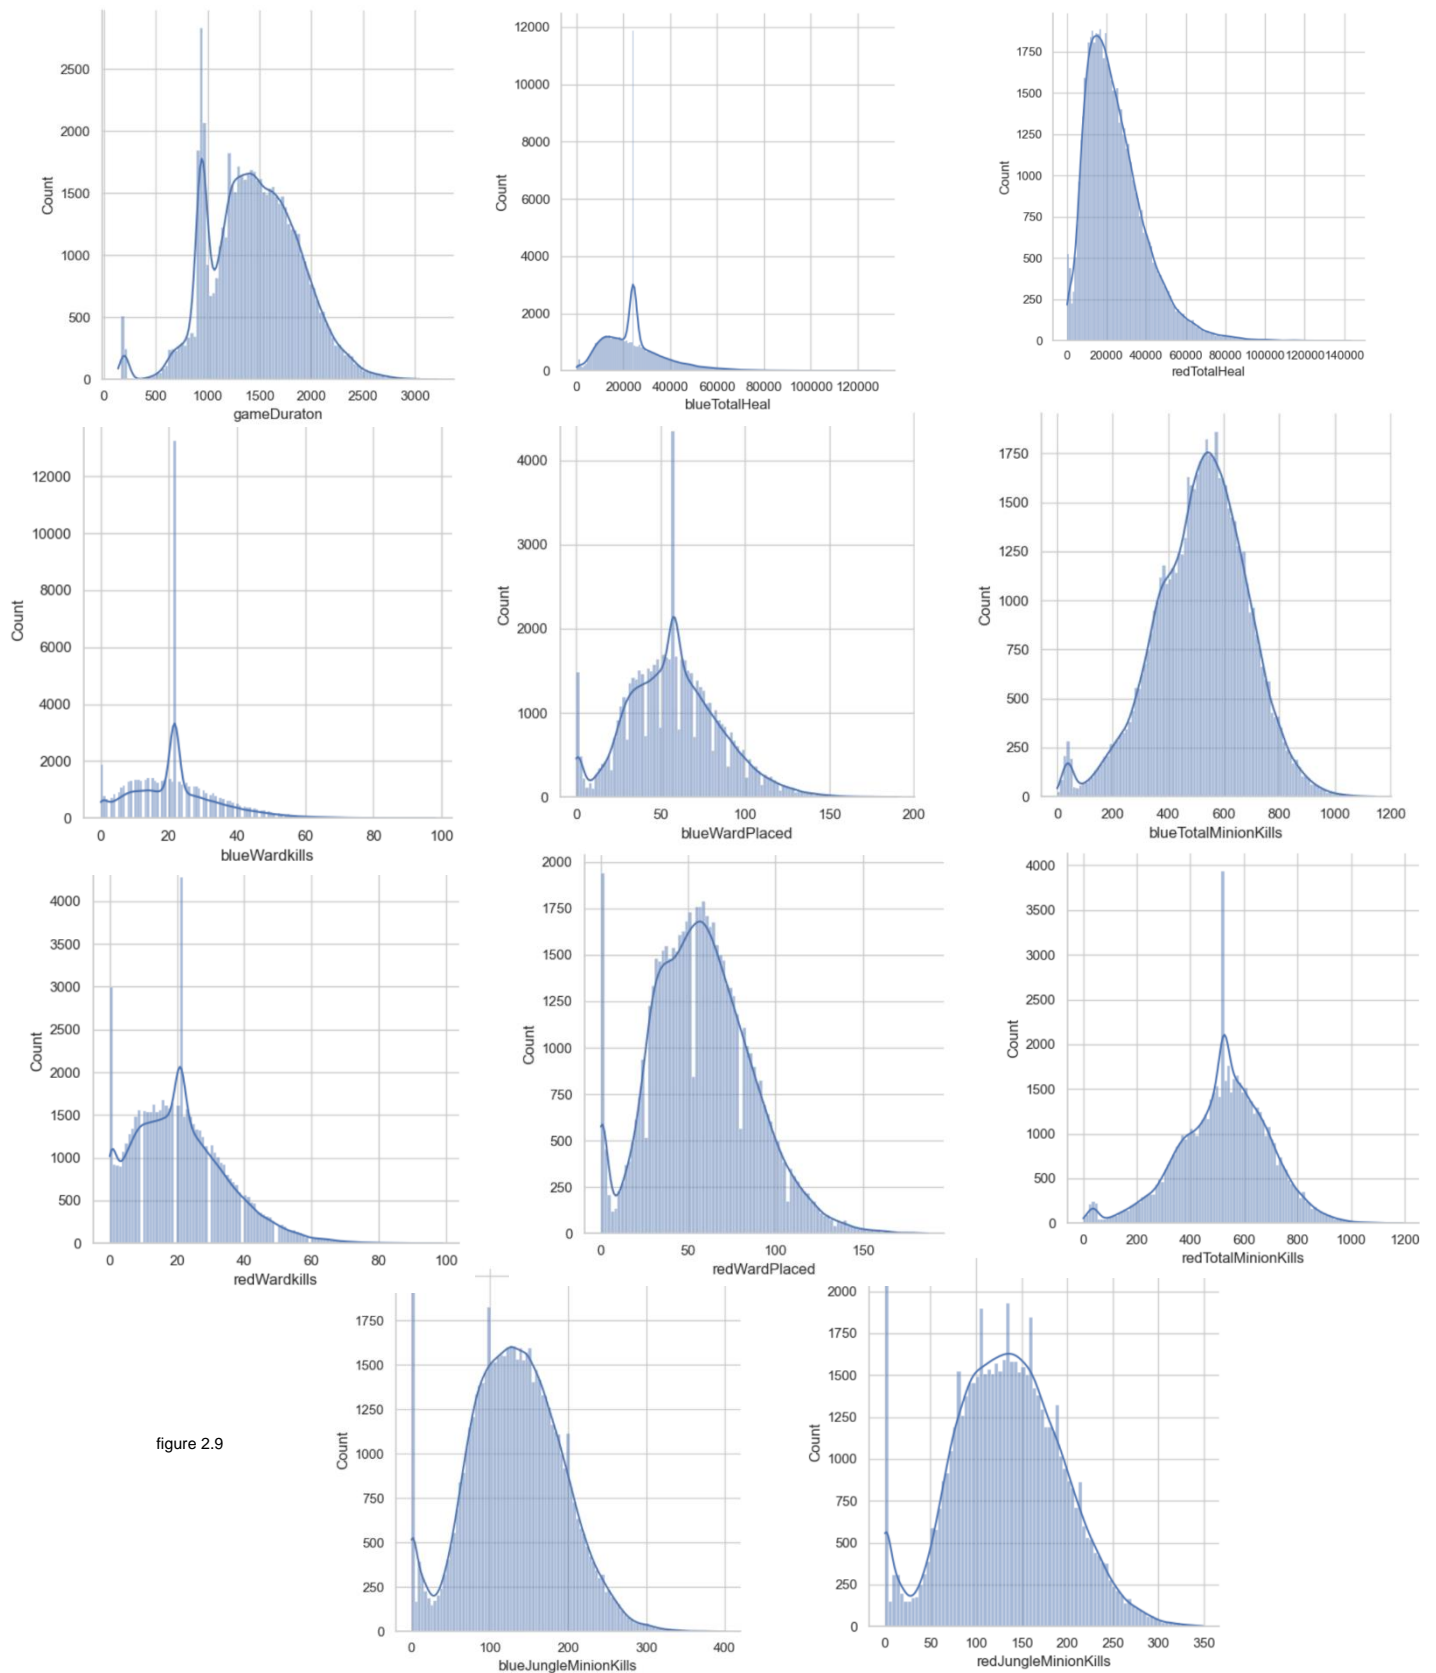 Count
2500
2000
1500
1000
500
0
0 500 1000 1500 2000 2500 3000
gameDuraton
Count
12000
10000
8000
6000
4000
2000
0
0 20000 40000 60000 80000 100000 120000
blueTotalHeal
Count
1750
1500
1250
1000
750
500
250
0
0 20000 40000 60000 80000 100000120000140000
redTotalHeal
Count
12000
10000
8000
6000
4000
2000
0
0 20 40 60 80 100
blueWardkills
Count
4000
3000
2000
1000
0
0 50 100 150 200
blueWardPlaced
Count
1750
1500
1250
1000
750
500
250
0
0 200 400 600 800 1000 1200
blueTotalMinionKills
Count
4000
3500
3000
2500
2000
1500
1000
500
0
0 20 40 60 80 100
redWardkills
Count
2000
1750
1500
1250
1000
750
500
250
0
0 50 100 150
redWardPlaced
Count
4000
3500
3000
2500
2000
1500
1000
500
0
0 200 400 600 800 1000 1200
redTotalMinionKills
figure 2.9
Count
1750
1500
1250
1000
750
500
250
0
0 100 200 300 400
blueJungleMinionKills
Count
2000
1750
1500
1250
1000
750
500
250
0
0 50 100 150 200 250 300 350
redJungleMinionKills